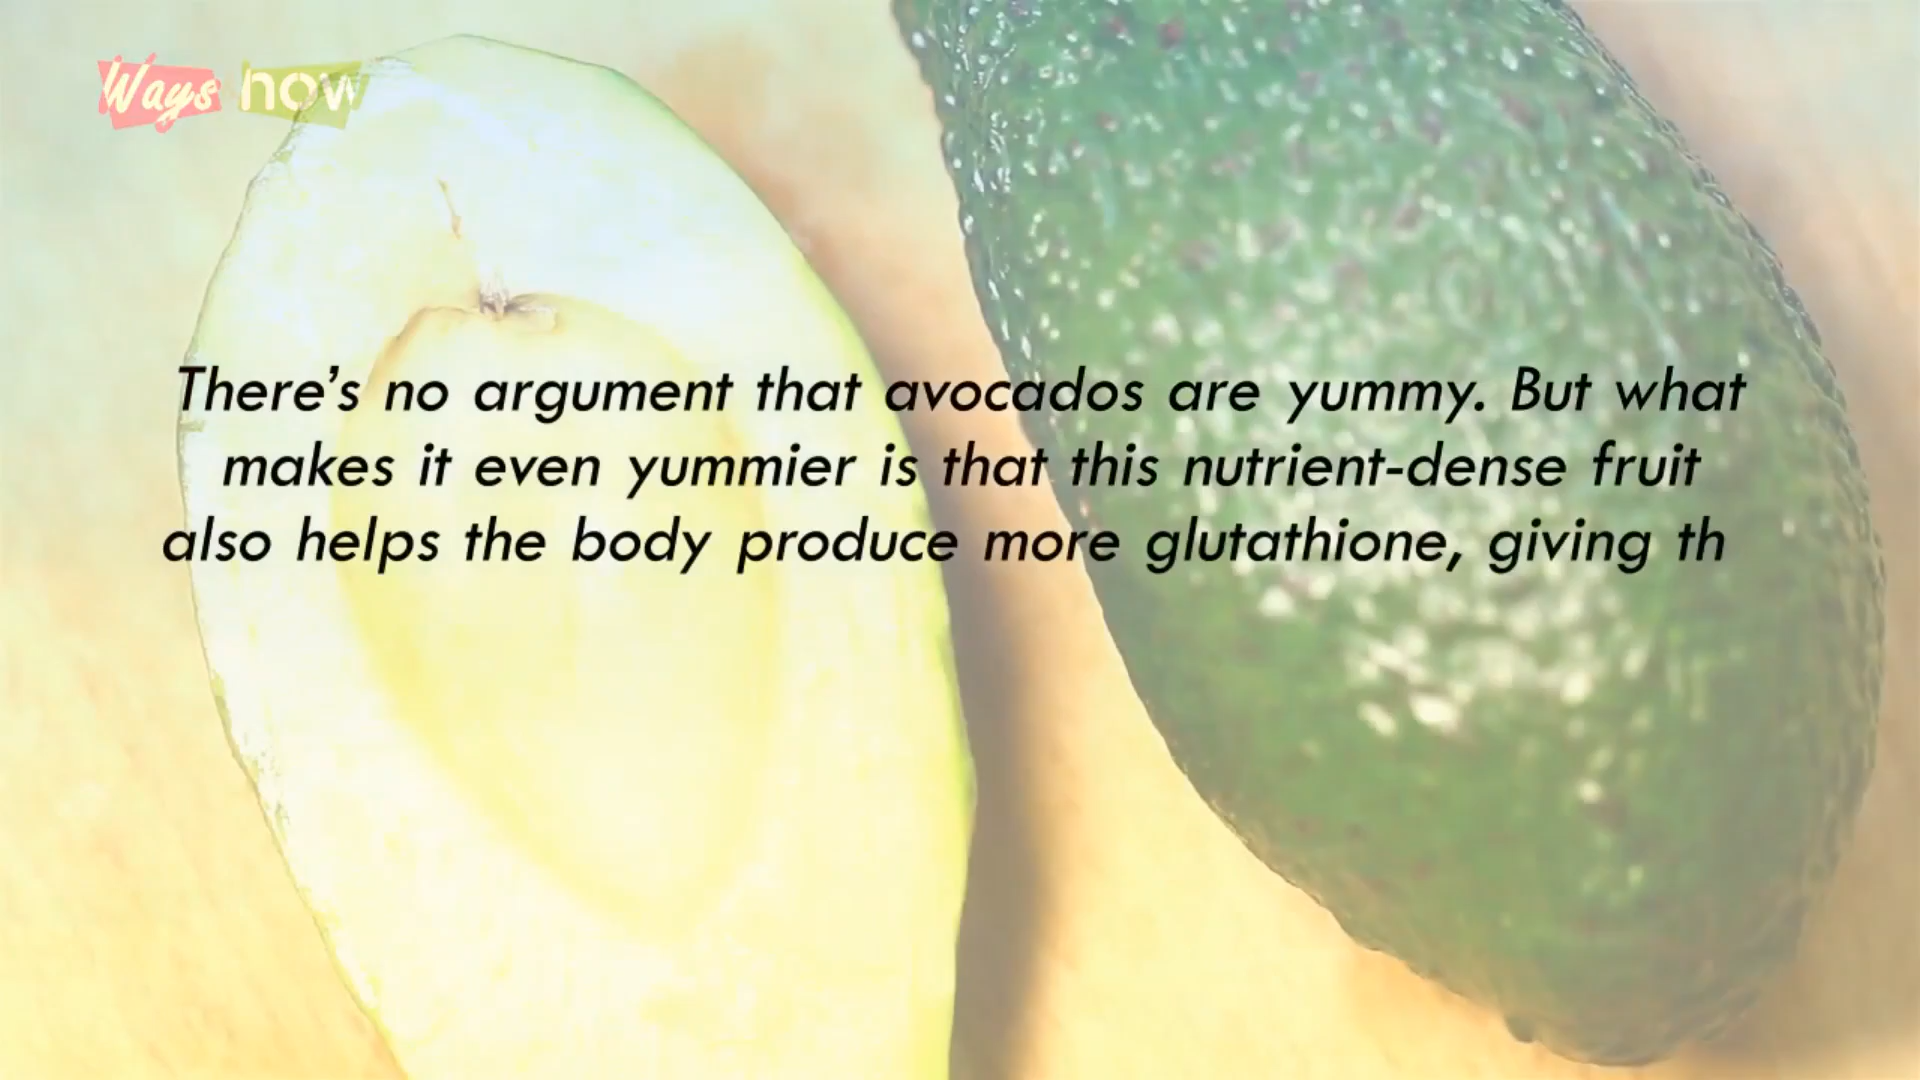 Ways how
There’s no argument that avocados are yummy. But what
makes it even yummier is that this nutrient-dense fruit
also helps the body produce more glutathione, giving th